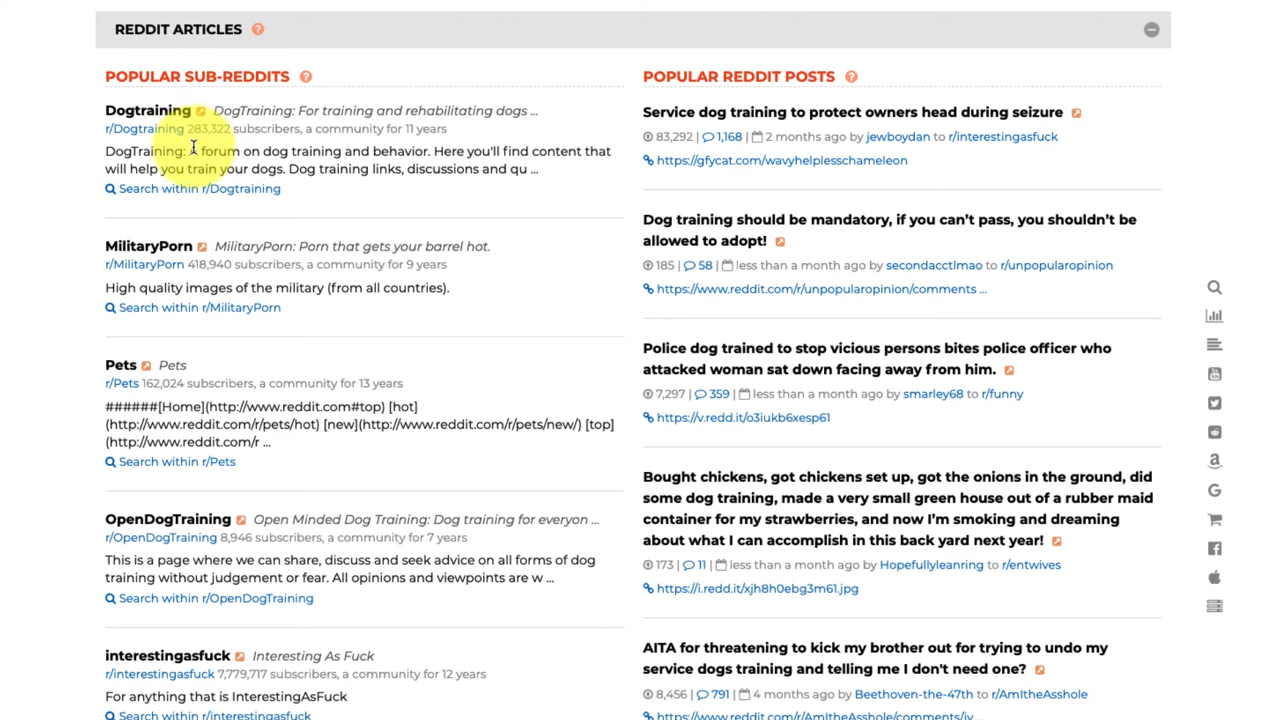 REDDIT ARTICLES
POPULAR SUB-REDDITS
Dogtraining DogTraining: For training and rehabilitating dogs ...
r/Dogtraining 283,322 subscribers, a community for 11 years
DogTraining: A forum on dog training and behavior. Here you'll find content that
will help you train your dogs. Dog training links, discussions and qu ...
Search within r/Dogtraining
MilitaryPorn MilitaryPorn: Porn that gets your barrel hot.
r/MilitaryPorn 418,940 subscribers, a community for 9 years
High quality images of the military (from all countries).
Search within r/MilitaryPorn
Pets Pets
r/Pets 162,024 subscribers, a community for 13 years
######[Home](http://www.reddit.com#top) [hot]
(http://www.reddit.com/r/pets/hot) [new](http://www.reddit.com/r/pets/new/) [top]
(http://www.reddit.com/r ...
Search within r/Pets
OpenDogTraining Open Minded Dog Training: Dog training for everyon ...
r/OpenDogTraining 8,946 subscribers, a community for 7 years
This is a page where we can share, discuss and seek advice on all forms of dog
training without judgement or fear. All opinions and viewpoints are w ...
Search within r/OpenDogTraining
interestingasfuck Interesting As Fuck
r/interestingasfuck 7,779,717 subscribers, a community for 12 years
For anything that is InterestingAsFuck
Search within r/interestingasfuck
POPULAR REDDIT POSTS
Service dog training to protect owners head during seizure
83,292 | 1,168 | 2 months ago by jewboydan to r/interestingasfuck
https://gfycat.com/wavyhelplesschameleon
Dog training should be mandatory, if you can't pass, you shouldn't be
allowed to adopt!
185 | 58 | less than a month ago by secondacctlmao to r/unpopularopinion
https://www.reddit.com/r/unpopularopinion/comments ...
Police dog trained to stop vicious persons bites police officer who
attacked woman sat down facing away from him.
7,297 | 359 | less than a month ago by smarley68 to r/funny
https://v.redd.it/o3iukb6xesp61
Bought chickens, got chickens set up, got the onions in the ground, did
some dog training, made a very small green house out of a rubber maid
container for my strawberries, and now I'm smoking and dreaming
about what I can accomplish in this back yard next year!
173 | 11 | less than a month ago by Hopefullyleanring to r/entwives
https://i.redd.it/xjh8h0ebg3m61.jpg
AITA for threatening to kick my brother out for trying to undo my
service dogs training and telling me I don't need one?
8,456 | 791 | 4 months ago by Beethoven-the-47th to r/AmItheAsshole
https://www.reddit.com/r/AmItheAsshole/comments/jv ...